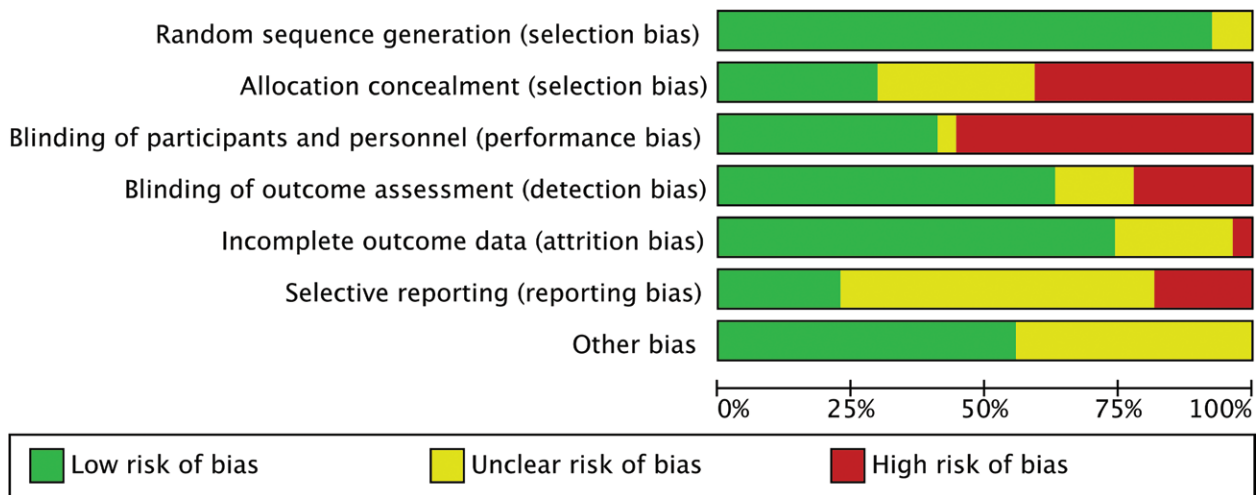 Random sequence generation (selection bias)
Allocation concealment (selection bias)
Blinding of participants and personnel (performance bias)
Blinding of outcome assessment (detection bias)
Incomplete outcome data (attrition bias)
Selective reporting (reporting bias)
Other bias
0% 25% 50% 75% 100%
Low risk of bias Unclear risk of bias High risk of bias